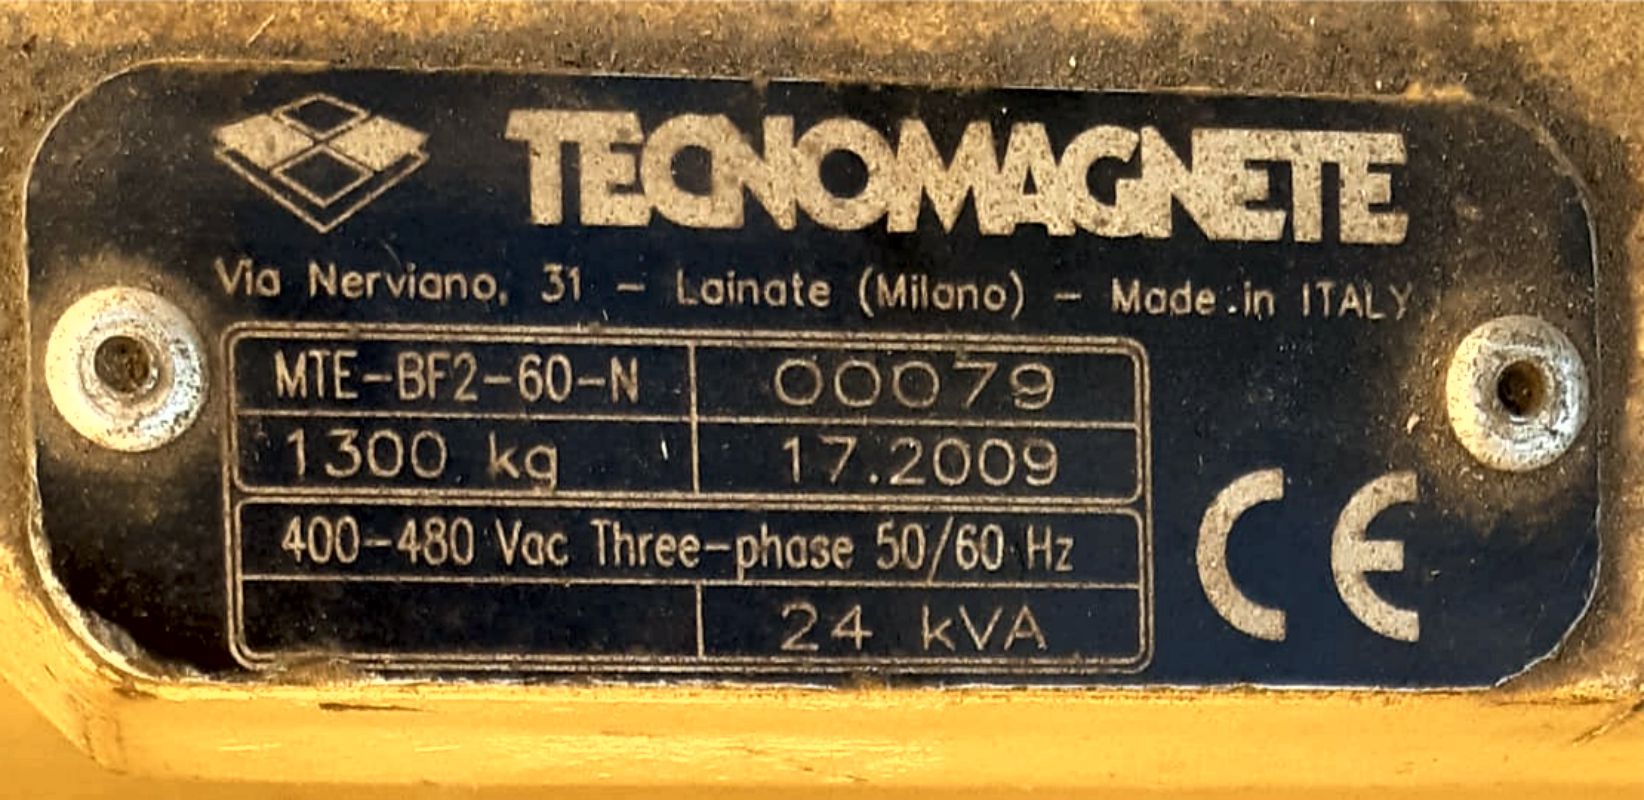 TECNOMAGNETE
Via Nerviano, 31 - Lainate (Milano) - Made in ITALY
MTE-BF2-60-N 00079
1300 kg 17.2009
400-480 Vac Three-phase 50/60 Hz
24 kVA
CE